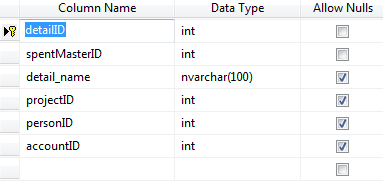 Column Name Data Type Allow Nulls
detailID int
spentMasterID int
detail_name nvarchar(100)
projectID int
personID int
accountID int